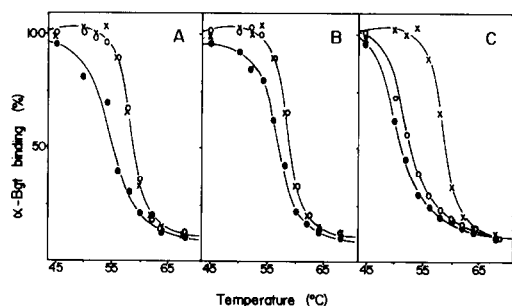 A B C
100
50
α-Bgt binding (%)
45 55 65 45 55 65 45 55 65
Temperature (°C)